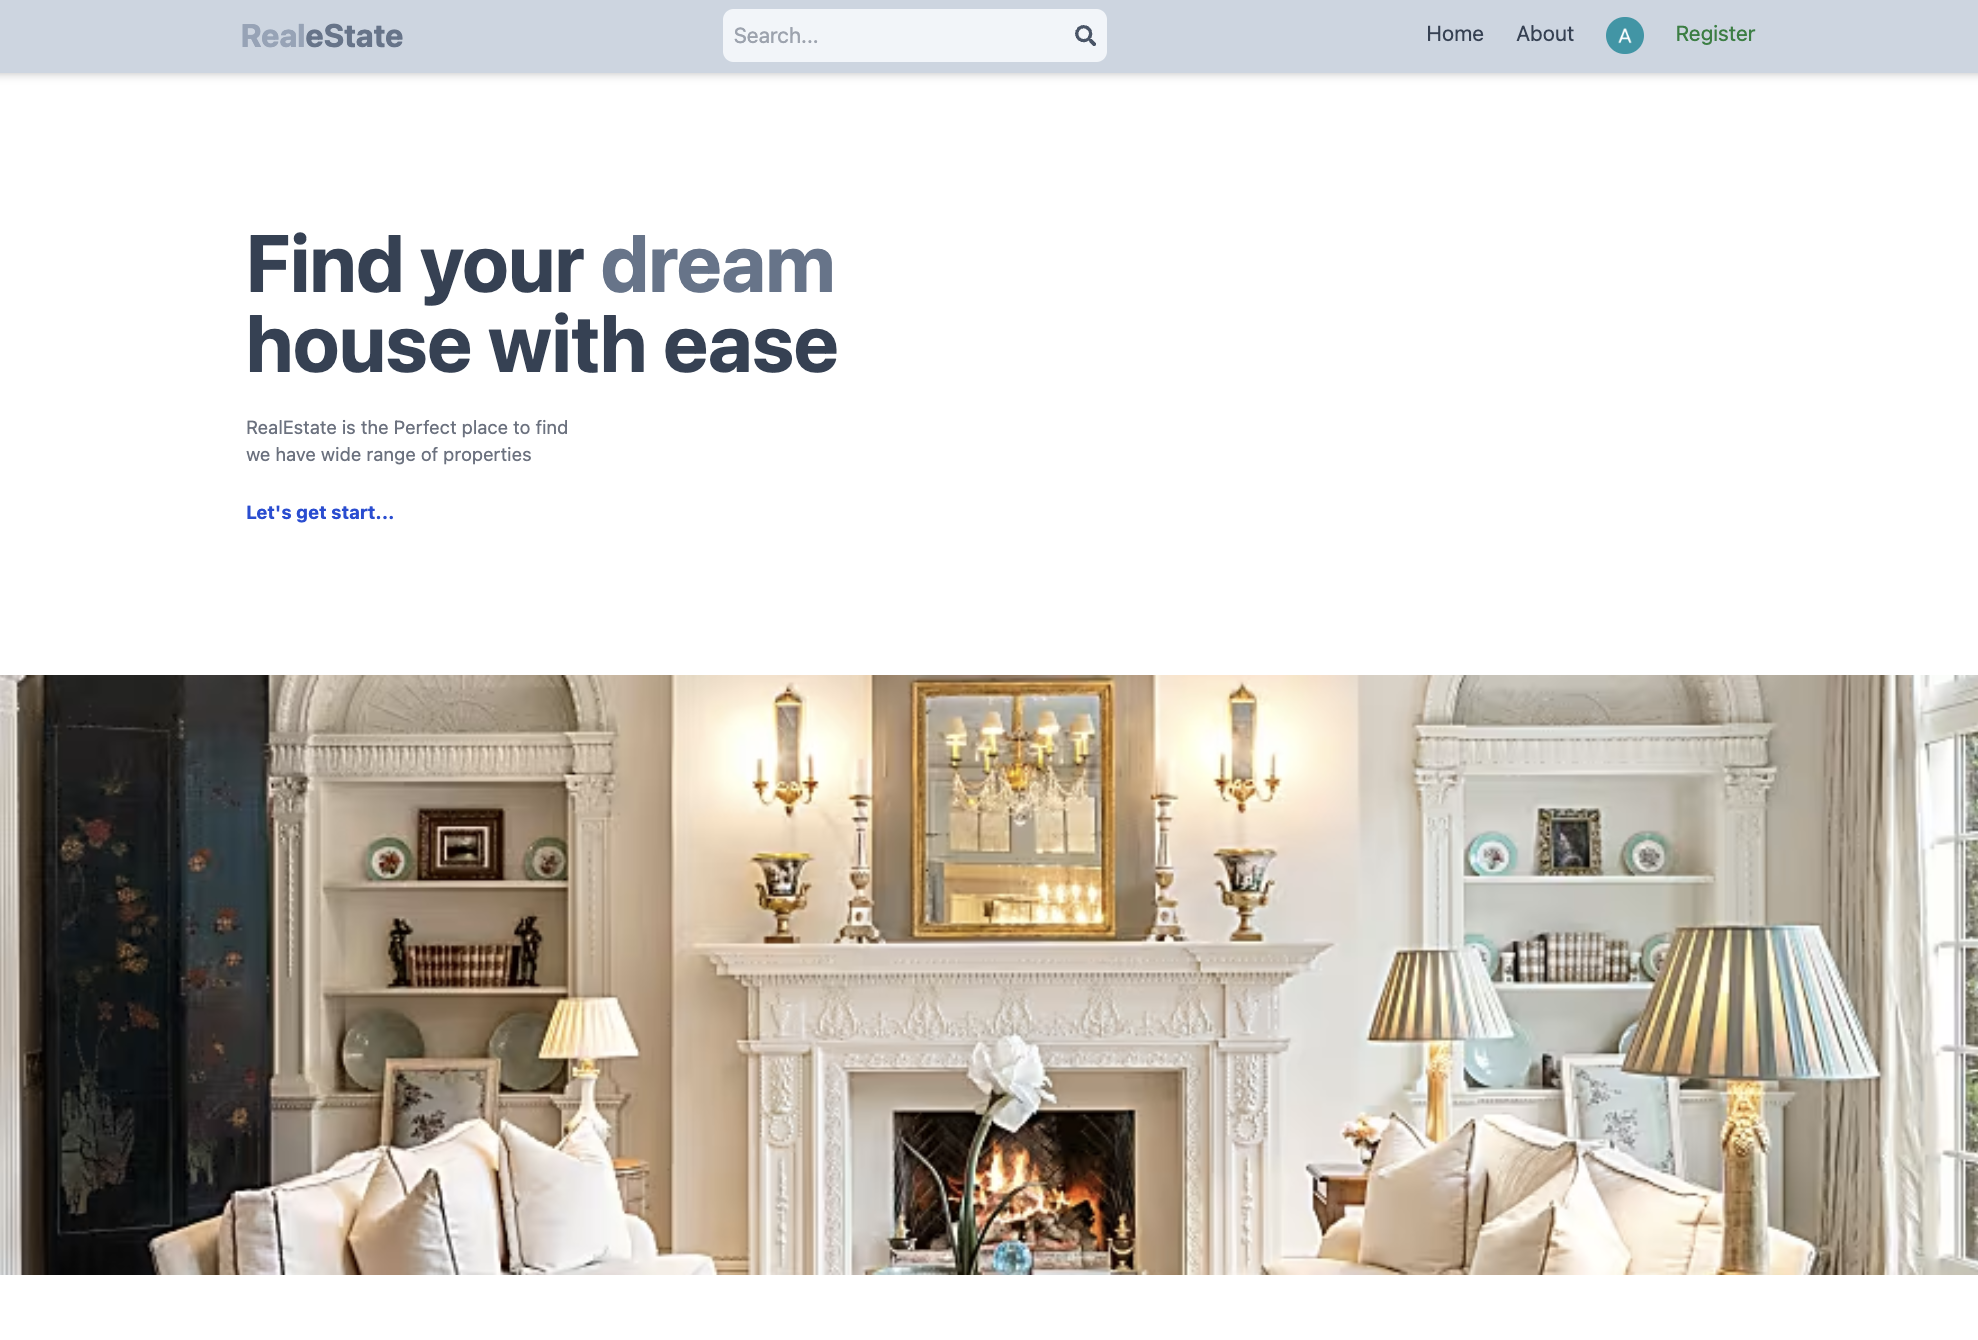 RealeState
Search...
Home
About
A
Register
Find your dream
house with ease
RealEstate is the Perfect place to find
we have wide range of properties
Let's get start...